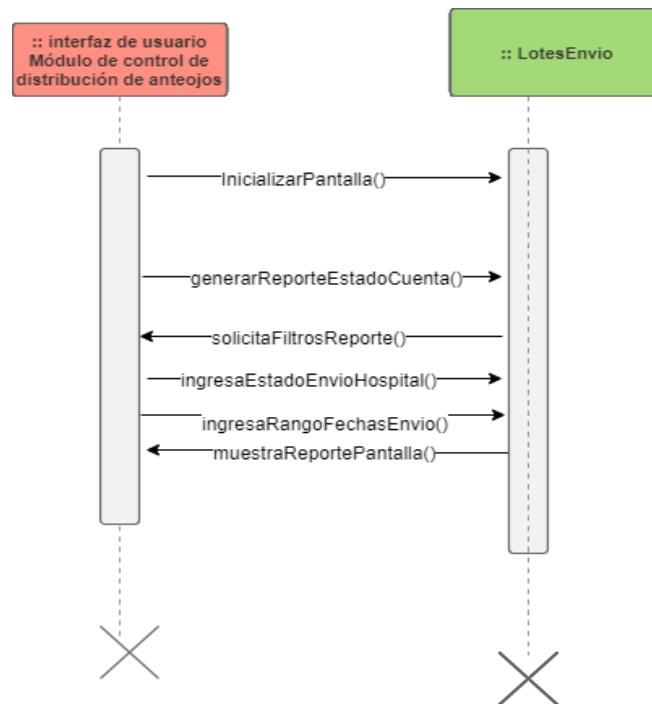 :: interfaz de usuario
Módulo de control de
distribución de anteojos
:: LotesEnvio
InicializarPantalla()
generarReporteEstadoCuenta()
solicitaFiltrosReporte()
ingresaEstadoEnvioHospital()
ingresaRangoFechasEnvio()
muestraReportePantalla()